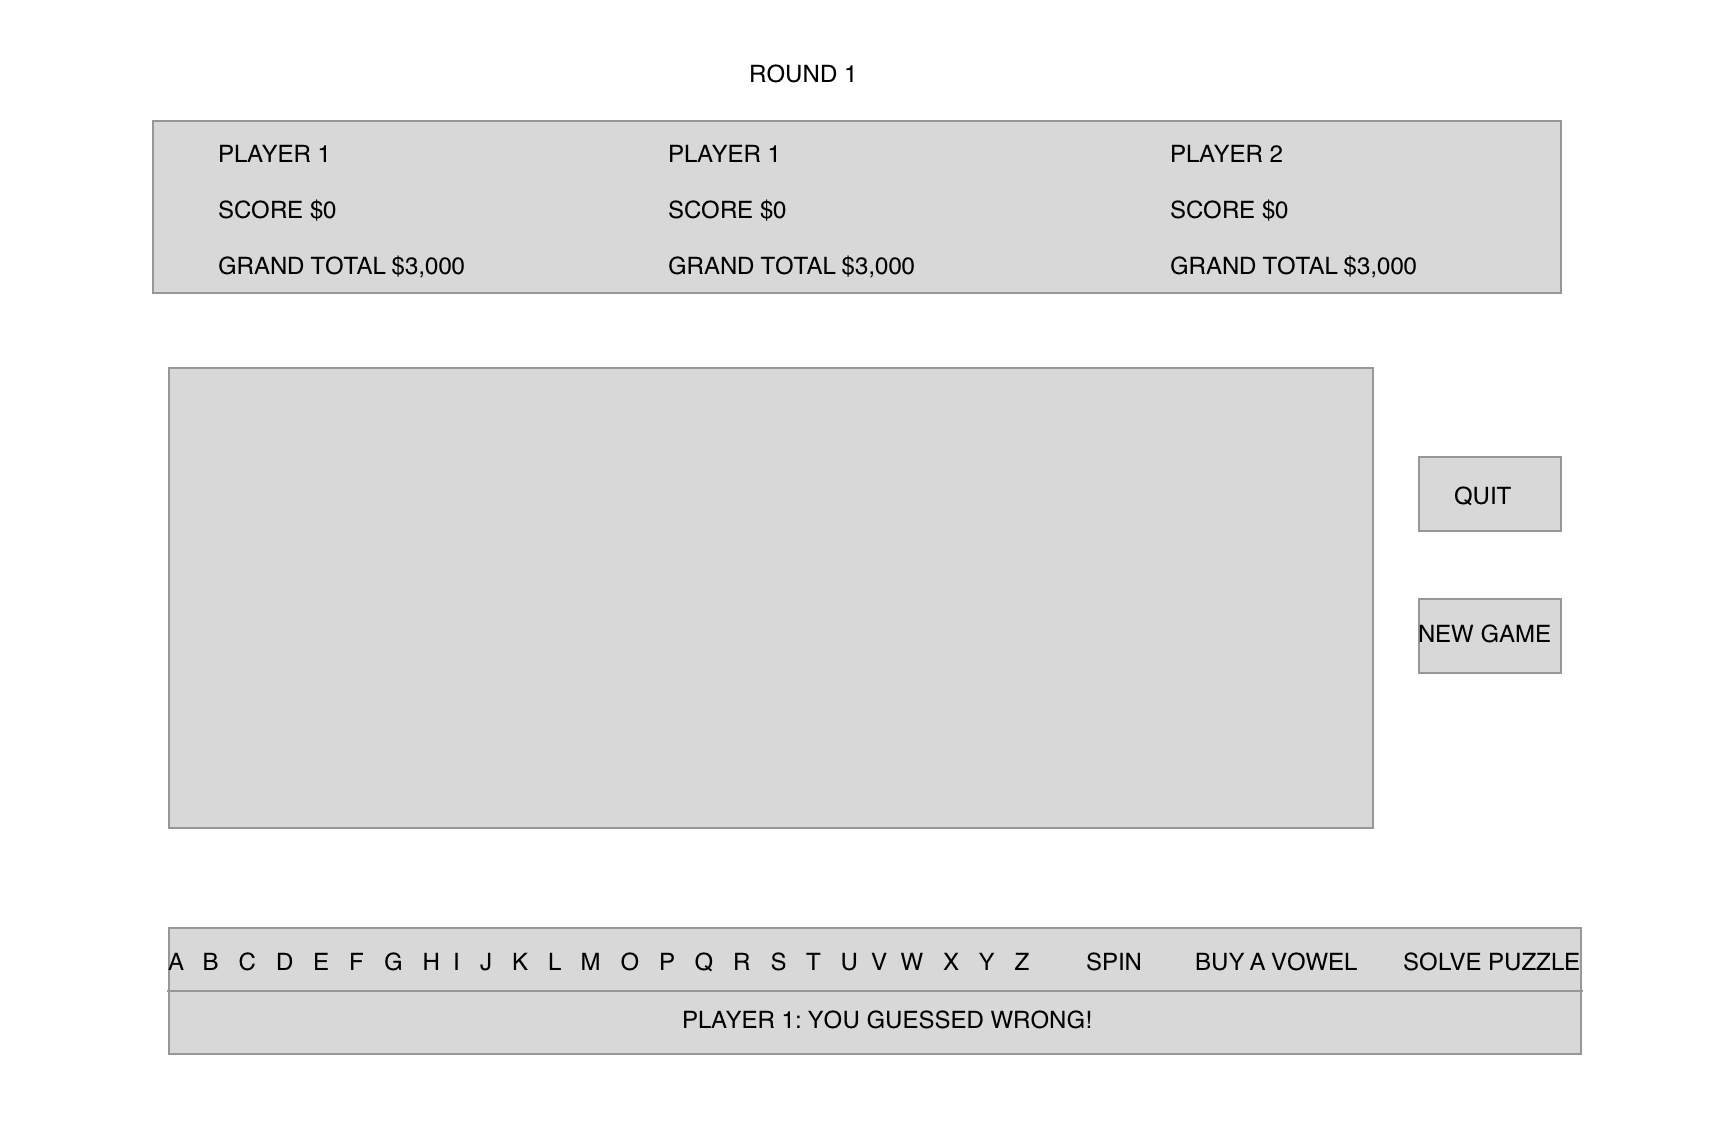 ROUND 1
PLAYER 1 PLAYER 1 PLAYER 2
SCORE $0 SCORE $0 SCORE $0
GRAND TOTAL $3,000 GRAND TOTAL $3,000 GRAND TOTAL $3,000
QUIT
NEW GAME
A B C D E F G H I J K L M O P Q R S T U V W X Y Z SPIN BUY A VOWEL SOLVE PUZZLE
PLAYER 1: YOU GUESSED WRONG!